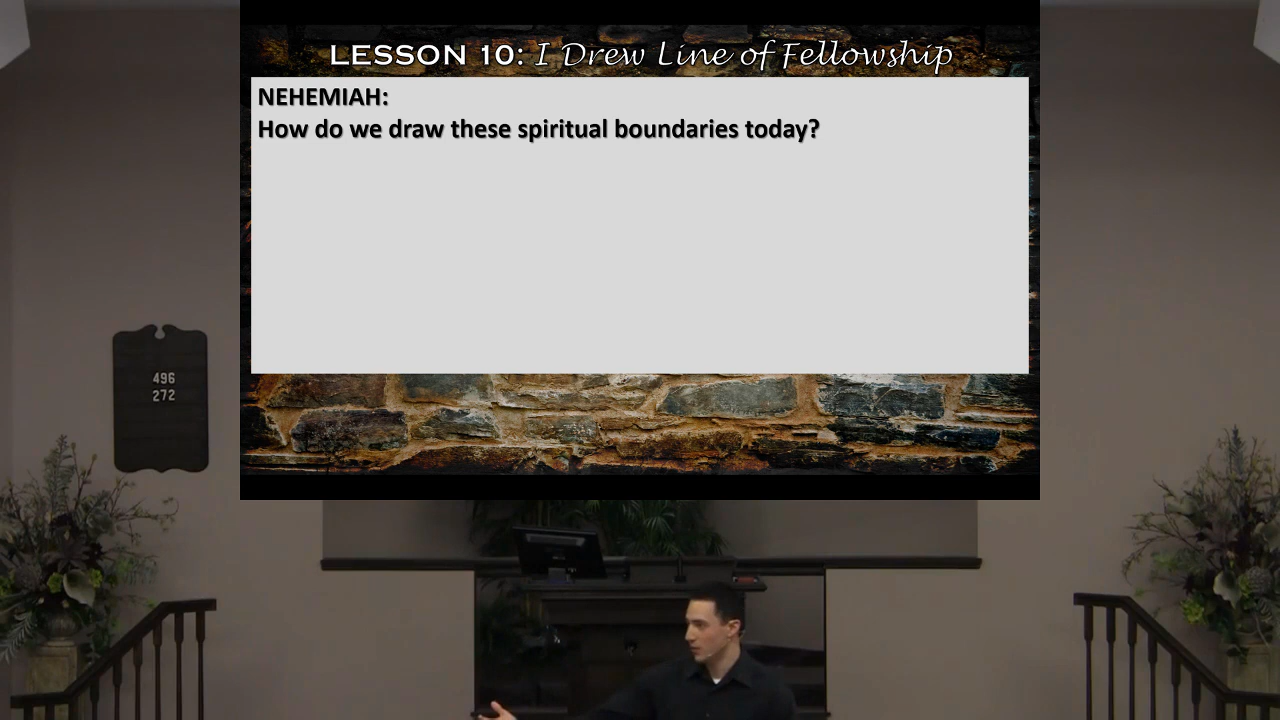 LESSON 10: I Drew Line of Fellowship
NEHEMIAH:
How do we draw these spiritual boundaries today?
496
272